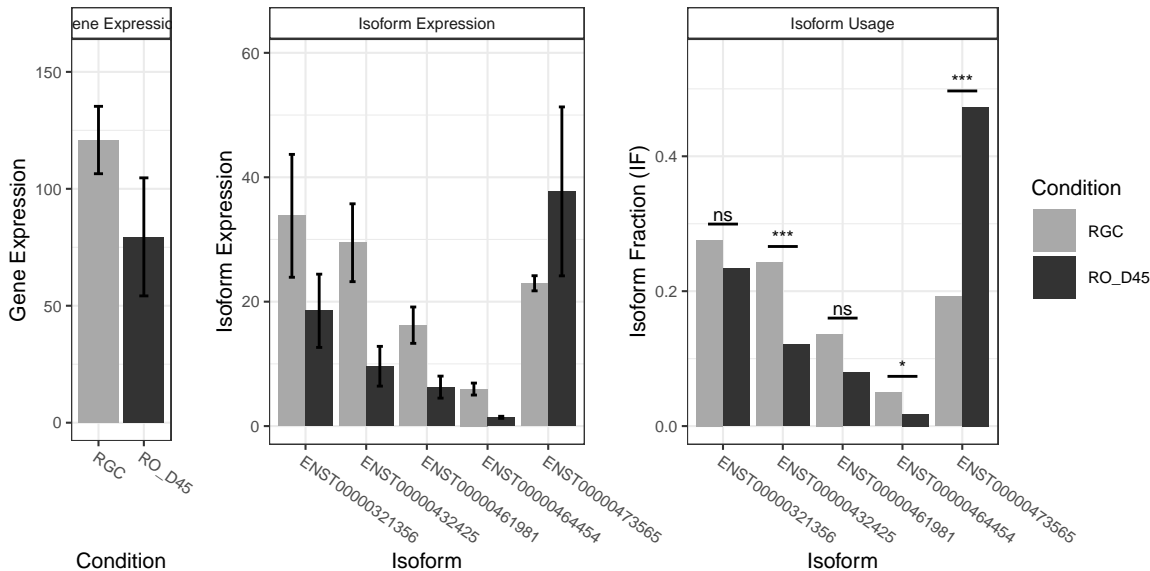 ene Expressio
Gene Expression
150
100
50
0
RGC
RO_D45
Condition
Isoform Expression
Isoform Expression
60
40
20
0
ENST00000321356
ENST00000432425
ENST00000461981
ENST00000464454
ENST00000473565
Isoform
Isoform Usage
Isoform Fraction (IF)
0.4
0.2
0.0
ns
***
ns
*
***
ENST00000321356
ENST00000432425
ENST00000461981
ENST00000464454
ENST00000473565
Isoform
Condition
RGC
RO_D45